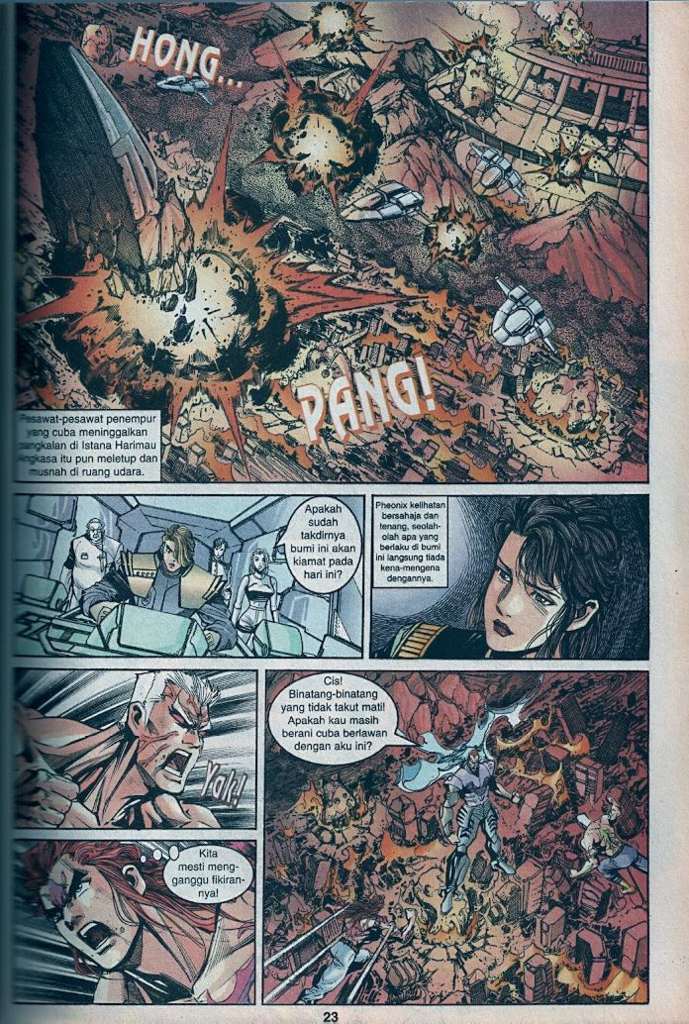 HONG...
PANG!
Pesawat-pesawat penempur
yang cuba meninggalkan
pangkalan di Istana Harimau
Angkasa itu pun meletup dan
musnah di ruang udara.
Apakah
sudah
takdirnya
bumi ini akan
kiamat pada
hari ini?
Pheonix kelihatan
bersahaja dan
tenang, seolah-
olah apa yang
berlaku di bumi
ini langsung tiada
kena-mengena
dengannya.
Yah!
Cis!
Binatang-binatang
yang tidak takut mati!
Apakah kau masih
berani cuba berlawan
dengan aku ini?
Kita
mesti meng-
ganggu fikiran-
nya!
23